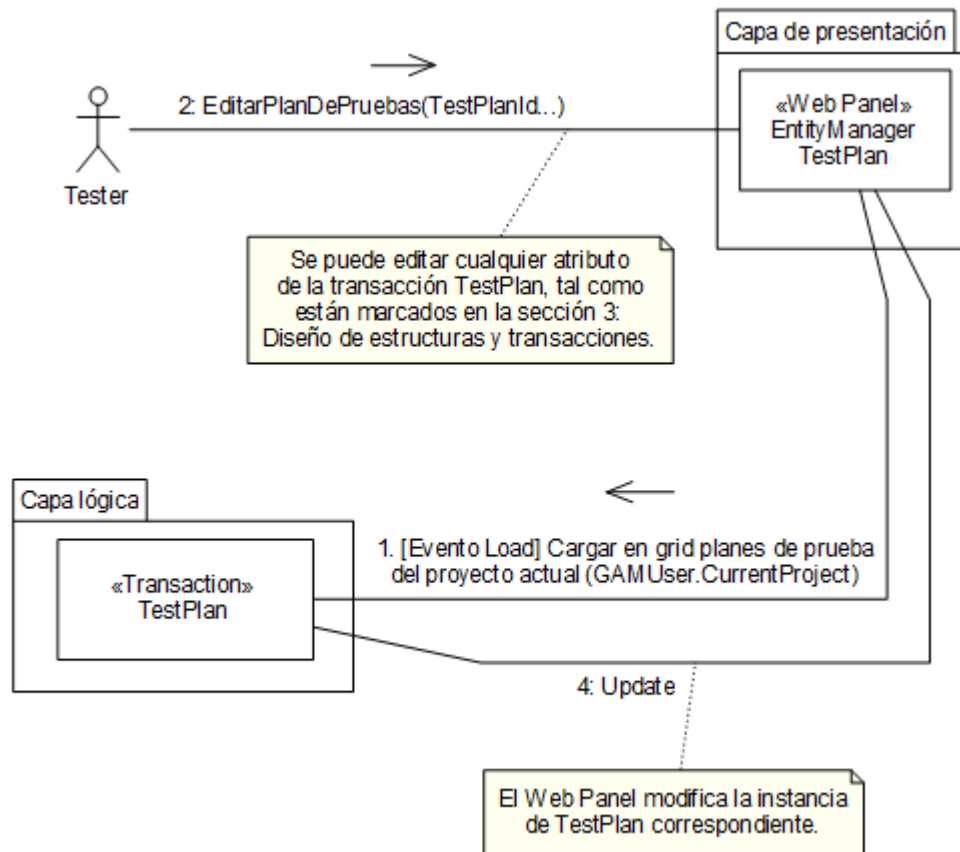 Capa de presentación
«Web Panel»
EntityManager
TestPlan
2: EditarPlanDePruebas(TestPlanId...)
Tester
Se puede editar cualquier atributo
de la transacción TestPlan, tal como
están marcados en la sección 3:
Diseño de estructuras y transacciones.
Capa lógica
«Transaction»
TestPlan
1. [Evento Load] Cargar en grid planes de prueba
del proyecto actual (GAMUser.CurrentProject)
4: Update
El Web Panel modifica la instancia
de TestPlan correspondiente.